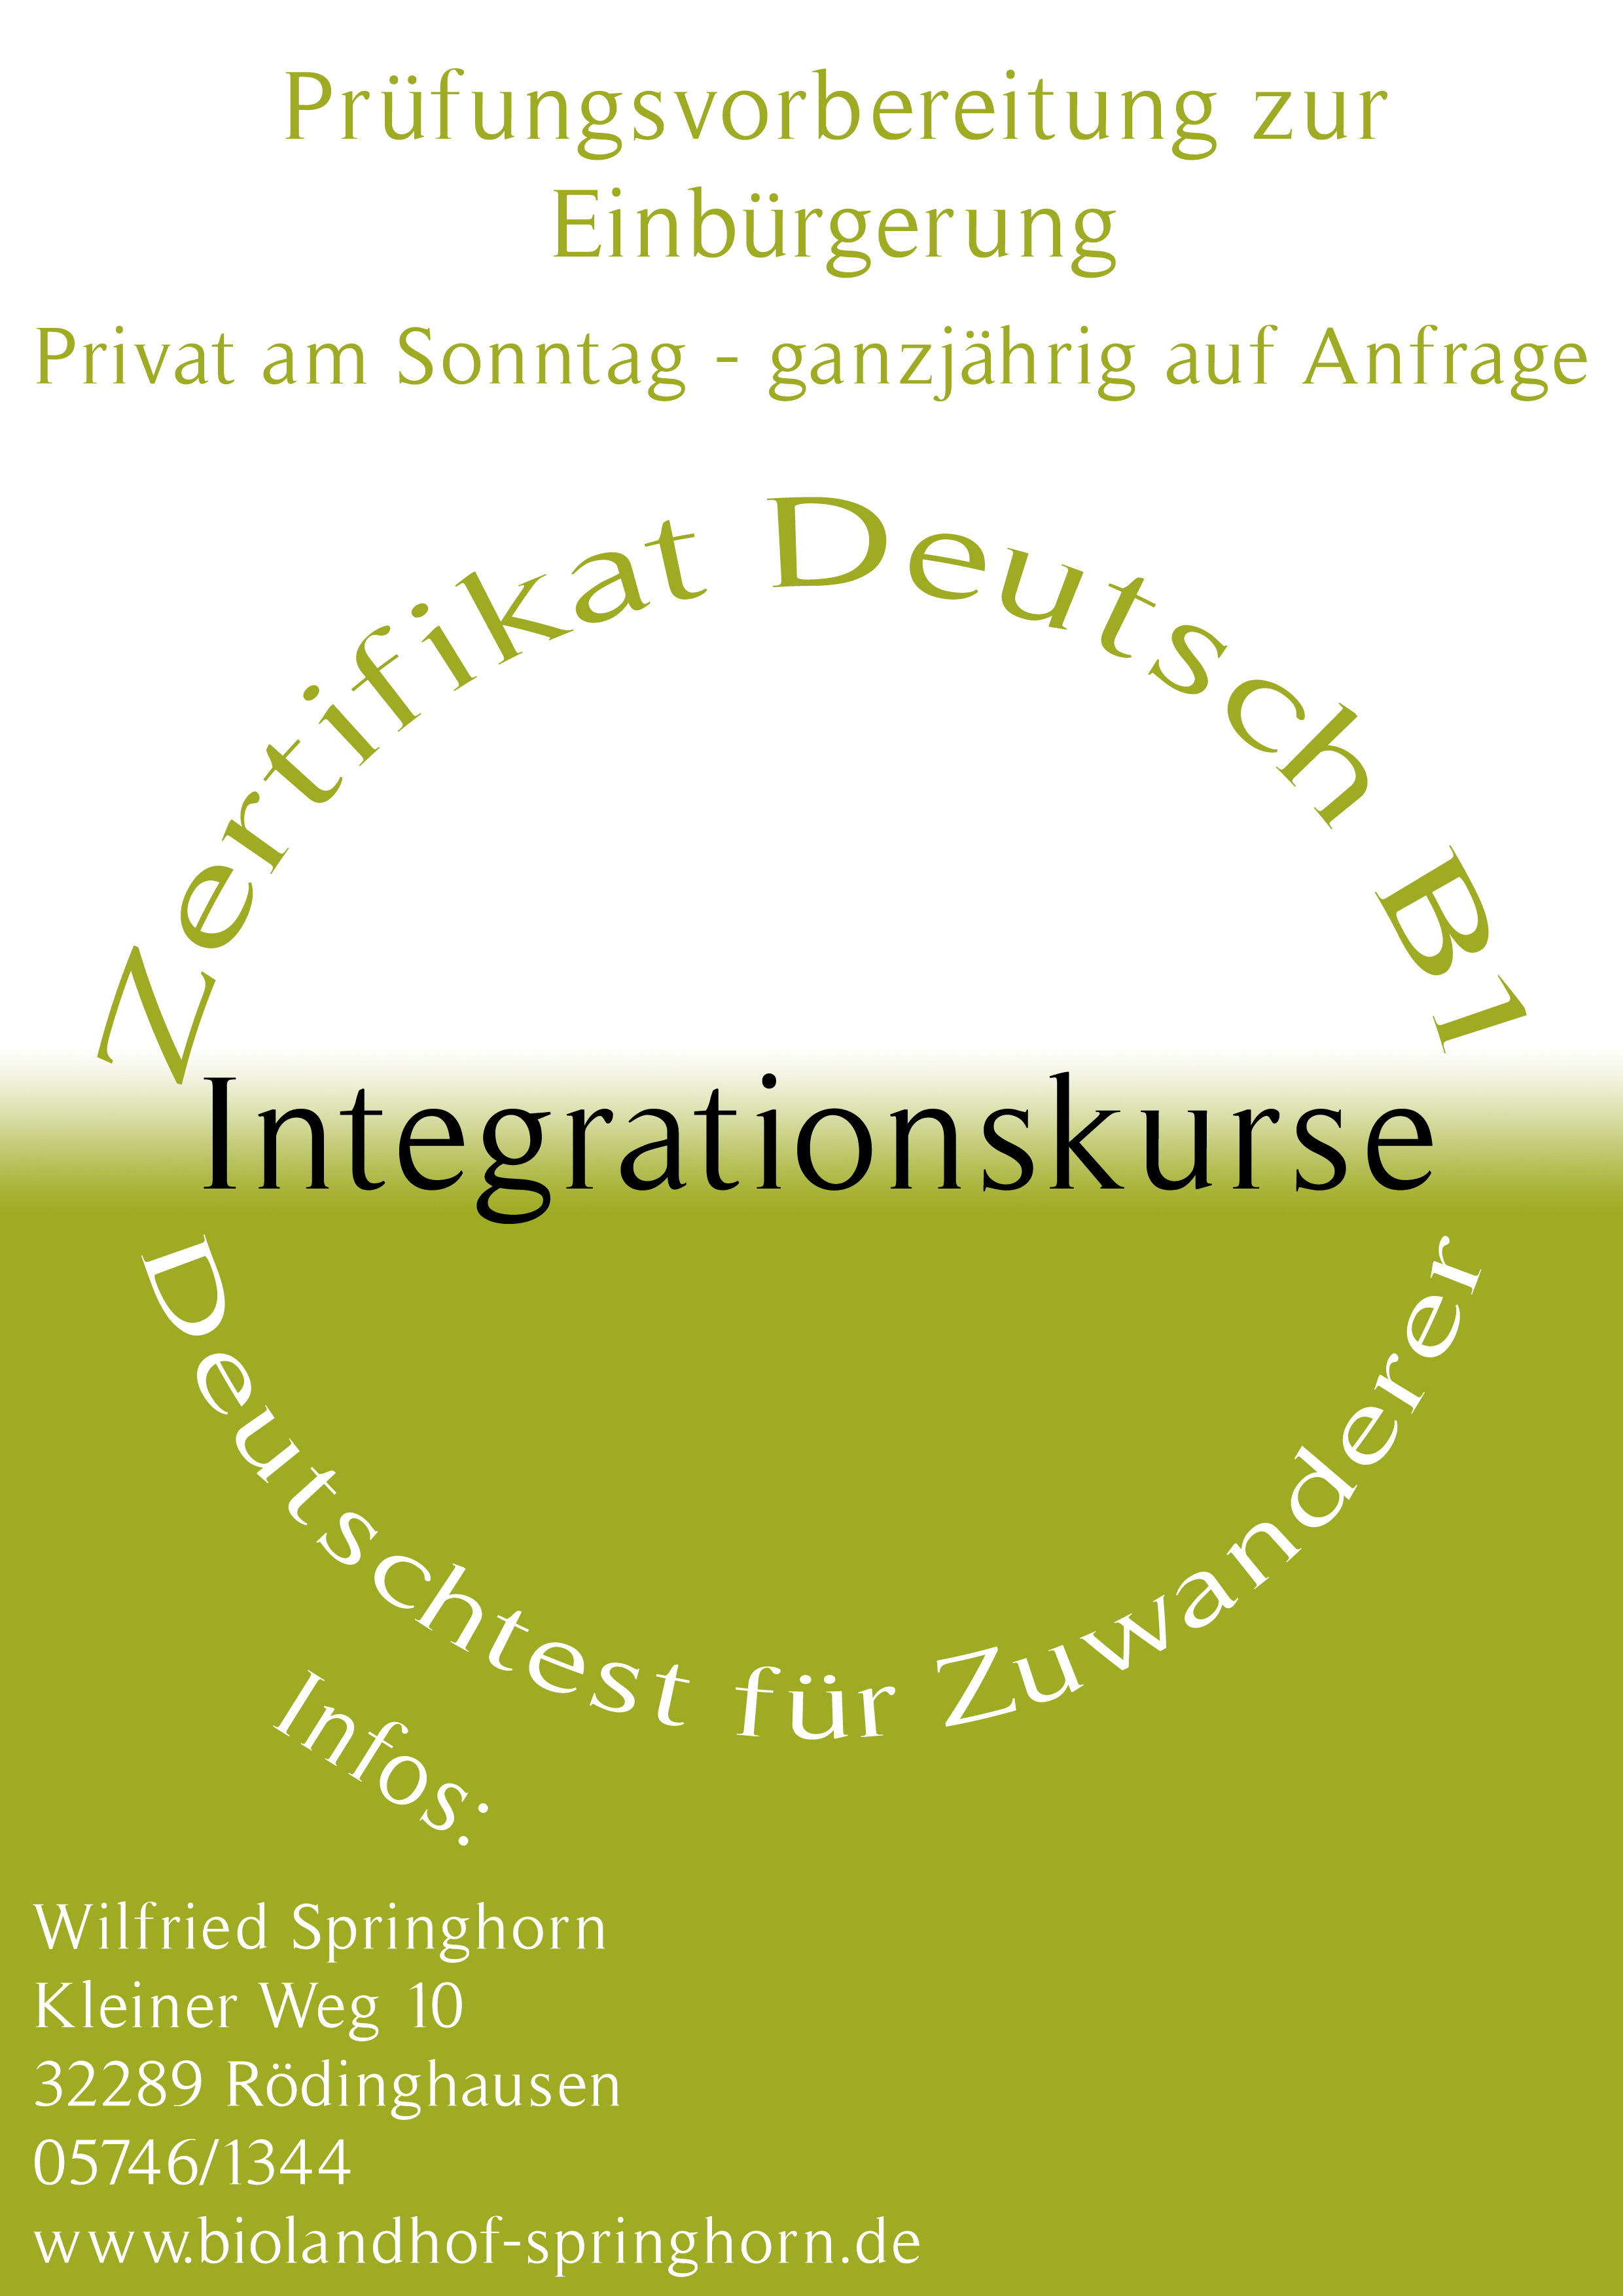 Prüfungsvorbereitung zur
Einbürgerung
Privat am Sonntag - ganzjährig auf Anfrage
Zertifikat Deutsch B1
Integrationskurse
Deutschtest für Zuwanderer
Infos:
Wilfried Springhorn
Kleiner Weg 10
32289 Rödinghausen
05746/1344
www.biolandhof-springhorn.de